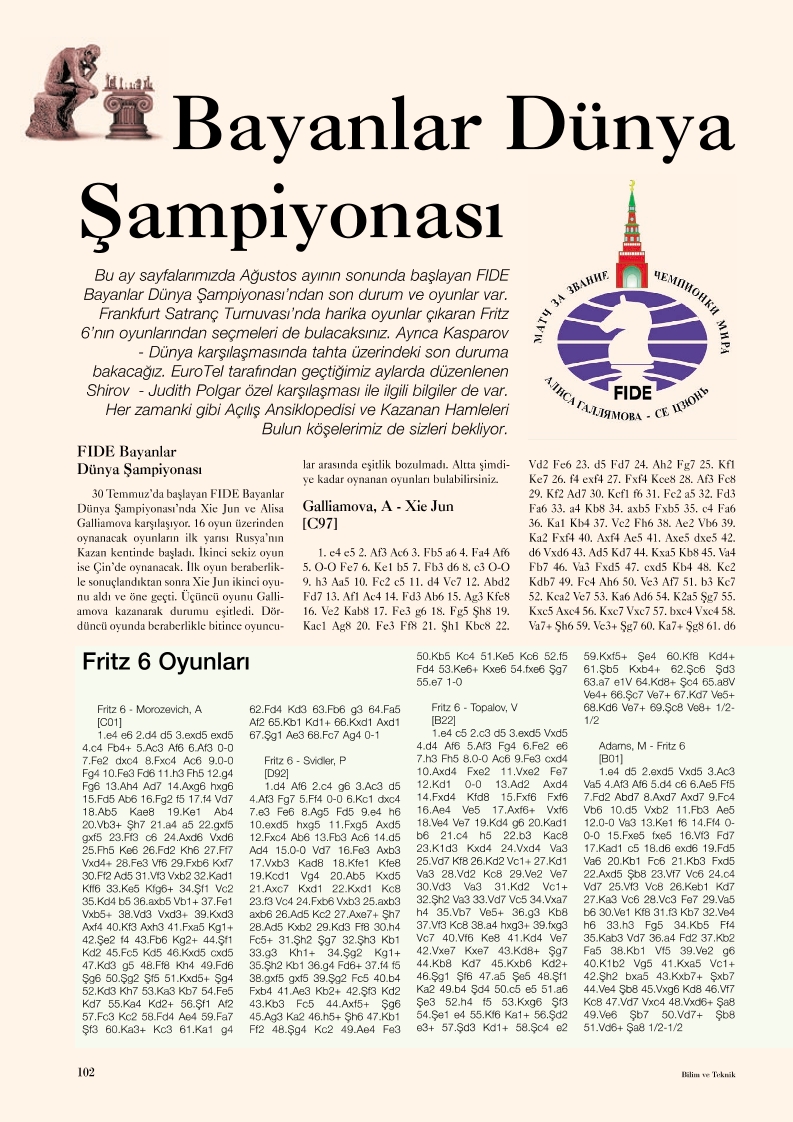 Bayanlar Dünya
Şampiyonası
Bu ay sayfalarımızda Ağustos ayının sonunda başlayan FIDE
Bayanlar Dünya Şampiyonası'ndan son durum ve oyunlar var.
Frankfurt Satranç Turnuvası'nda harika oyunlar çıkaran Fritz
6'nın oyunlarından seçmeleri de bulacaksınız. Ayrıca Kasparov
- Dünya karşılaşmasında tahta üzerindeki son duruma
bakacağız. EuroTel tarafından geçtiğimiz aylarda düzenlenen
Shirov - Judith Polgar özel karşılaşması ile ilgili bilgiler de var.
Her zamanki gibi Açılış Ansiklopedisi ve Kazanan Hamleleri
Bulun köşelerimiz de sizleri bekliyor.
МАТЧ ЗА ЗВАНИЕ ЧЕМПИОНКИ МИРА
FIDE
АЛИСА ГАЛЛЯМОВА - СЕ ЦЗЮНЬ
FIDE Bayanlar
Dünya Şampiyonası
30 Temmuz'da başlayan FIDE Bayanlar
Dünya Şampiyonası'nda Xie Jun ve Alisa
Galliamova karşılaşıyor. 16 oyun üzerinden
oynanacak oyunların ilk yarısı Rusya'nın
Kazan kentinde başladı. İkinci sekiz oyun
ise Çin'de oynanacak. İlk oyun beraberlik-
le sonuçlandıktan sonra Xie Jun ikinci oyu-
nu aldı ve öne geçti. Üçüncü oyunu Galli-
amova kazanarak durumu eşitledi. Dör-
düncü oyunda beraberlikle bitince oyuncu-
lar arasında eşitlik bozulmadı. Altta şimdi-
ye kadar oynanan oyunları bulabilirsiniz.
Galliamova, A - Xie Jun
[C97]
1. e4 e5 2. Af3 Ac6 3. Fb5 a6 4. Fa4 Af6
5. O-O Fe7 6. Ke1 b5 7. Fb3 d6 8. c3 O-O
9. h3 Aa5 10. Fc2 c5 11. d4 Vc7 12. Abd2
Fd7 13. Af1 Ac4 14. Fd3 Ab6 15. Ag3 Kfe8
16. Ve2 Kab8 17. Fe3 g6 18. Fg5 Şh8 19.
Kac1 Ag8 20. Fe3 Ff8 21. Şh1 Kbc8 22.
Vd2 Fe6 23. d5 Fd7 24. Ah2 Fg7 25. Kf1
Ke7 26. f4 exf4 27. Fxf4 Kce8 28. Af3 Fc8
29. Kf2 Ad7 30. Kcf1 f6 31. Fc2 a5 32. Fd3
Fa6 33. a4 Kb8 34. axb5 Fxb5 35. c4 Fa6
36. Ka1 Kb4 37. Vc2 Fh6 38. Ae2 Vb6 39.
Ka2 Fxf4 40. Axf4 Ae5 41. Axe5 dxe5 42.
d6 Vxd6 43. Ad5 Kd7 44. Kxa5 Kb8 45. Va4
Fb7 46. Va3 Fxd5 47. cxd5 Kb4 48. Kc2
Kdb7 49. Fc4 Ah6 50. Vc3 Af7 51. b3 Kc7
52. Kca2 Ve7 53. Ka6 Ad6 54. K2a5 Şg7 55.
Kxc5 Axc4 56. Kxc7 Vxc7 57. bxc4 Vxc4 58.
Va7+ Şh6 59. Ve3+ Şg7 60. Ka7+ Şg8 61. d6
Fritz 6 Oyunları
Fritz 6 - Morozevich, A
[C01]
1.e4 e6 2.d4 d5 3.exd5 exd5
4.c4 Fb4+ 5.Ac3 Af6 6.Af3 0-0
7.Fe2 dxc4 8.Fxc4 Ac6 9.0-0
Fg4 10.Fe3 Fd6 11.h3 Fh5 12.g4
Fg6 13.Ah4 Ad7 14.Axg6 hxg6
15.Fd5 Ab6 16.Fg2 f5 17.f4 Vd7
18.Ab5 Kae8 19.Ke1 Ab4
20.Vb3+ Şh7 21.a4 a5 22.gxf5
gxf5 23.Ff3 c6 24.Axd6 Vxd6
25.Fh5 Ke6 26.Fd2 Kh6 27.Ff7
Vxd4+ 28.Fe3 Vf6 29.Fxb6 Kxf7
30.Ff2 Ad5 31.Vf3 Vxb2 32.Kad1
Kff6 33.Ke5 Kfg6+ 34.Şf1 Vc2
35.Kd4 b5 36.axb5 Vb1+ 37.Fe1
Vxb5+ 38.Vd3 Vxd3+ 39.Kxd3
Axf4 40.Kf3 Axh3 41.Fxa5 Kg1+
42.Şe2 f4 43.Fb6 Kg2+ 44.Şf1
Kd2 45.Fc5 Kd5 46.Kxd5 cxd5
47.Kd3 g5 48.Ff8 Kh4 49.Fd6
Şg6 50.Şg2 Şf5 51.Kxd5+ Şg4
52.Kd3 Kh7 53.Ka3 Kb7 54.Fe5
Kd7 55.Ka4 Kd2+ 56.Şf1 Af2
57.Fc3 Kc2 58.Fd4 Ae4 59.Fa7
Şf3 60.Ka3+ Kc3 61.Ka1 g4
62.Fd4 Kd3 63.Fb6 g3 64.Fa5
Af2 65.Kb1 Kd1+ 66.Kxd1 Axd1
67.Şg1 Ae3 68.Fc7 Ag4 0-1
Fritz 6 - Svidler, P
[D92]
1.d4 Af6 2.c4 g6 3.Ac3 d5
4.Af3 Fg7 5.Ff4 0-0 6.Kc1 dxc4
7.e3 Fe6 8.Ag5 Fd5 9.e4 h6
10.exd5 hxg5 11.Fxg5 Axd5
12.Fxc4 Ab6 13.Fb3 Ac6 14.d5
Ad4 15.0-0 Vd7 16.Fe3 Axb3
17.Vxb3 Kad8 18.Kfe1 Kfe8
19.Kcd1 Vg4 20.Ab5 Kxd5
21.Axc7 Kxd1 22.Kxd1 Kc8
23.f3 Vc4 24.Fxb6 Vxb3 25.axb3
axb6 26.Ad5 Kc2 27.Axe7+ Şh7
28.Ad5 Kxb2 29.Kd3 Ff8 30.h4
Fc5+ 31.Şh2 Şg7 32.Şh3 Kb1
33.g3 Kh1+ 34.Şg2 Kg1+
35.Şh2 Kb1 36.g4 Fd6+ 37.f4 f5
38.gxf5 gxf5 39.Şg2 Fc5 40.b4
Fxb4 41.Ae3 Kb2+ 42.Şf3 Kd2
43.Kb3 Fc5 44.Axf5+ Şg6
45.Ag3 Ka2 46.h5+ Şh6 47.Kb1
Ff2 48.Şg4 Kc2 49.Ae4 Fe3
50.Kb5 Kc4 51.Ke5 Kc6 52.f5
Fd4 53.Ke6+ Kxe6 54.fxe6 Şg7
55.e7 1-0
Fritz 6 - Topalov, V
[B22]
1.e4 c5 2.c3 d5 3.exd5 Vxd5
4.d4 Af6 5.Af3 Fg4 6.Fe2 e6
7.h3 Fh5 8.0-0 Ac6 9.Fe3 cxd4
10.Axd4 Fxe2 11.Vxe2 Fe7
12.Kd1 0-0 13.Ad2 Axd4
14.Fxd4 Kfd8 15.Fxf6 Fxf6
16.Ae4 Ve5 17.Axf6+ Vxf6
18.Ve4 Ve7 19.Kd4 g6 20.Kad1
b6 21.c4 h5 22.b3 Kac8
23.K1d3 Kxd4 24.Vxd4 Va3
25.Vd7 Kf8 26.Kd2 Vc1+ 27.Kd1
Va3 28.Vd2 Kc8 29.Ve2 Ve7
30.Vd3 Va3 31.Kd2 Vc1+
32.Şh2 Va3 33.Vd7 Vc5 34.Vxa7
h4 35.Vb7 Ve5+ 36.g3 Kb8
37.Vf3 Kc8 38.a4 hxg3+ 39.fxg3
Vc7 40.Vf6 Ke8 41.Kd4 Ve7
42.Vxe7 Kxe7 43.Kd8+ Şg7
44.Kb8 Kd7 45.Kxb6 Kd2+
46.Şg1 Şf6 47.a5 Şe5 48.Şf1
Ka2 49.b4 Şd4 50.c5 e5 51.a6
Şe3 52.h4 f5 53.Kxg6 Şf3
54.Şe1 e4 55.Kf6 Ka1+ 56.Şd2
e3+ 57.Şd3 Kd1+ 58.Şc4 e2
59.Kxf5+ Şe4 60.Kf8 Kd4+
61.Şb5 Kxb4+ 62.Şc6 Şd3
63.a7 e1V 64.Kd8+ Şc4 65.a8V
Ve4+ 66.Şc7 Ve7+ 67.Kd7 Ve5+
68.Kd6 Ve7+ 69.Şc8 Ve8+ 1/2-
1/2
Adams, M - Fritz 6
[B01]
1.e4 d5 2.exd5 Vxd5 3.Ac3
Va5 4.Af3 Af6 5.d4 c6 6.Ae5 Ff5
7.Fd2 Abd7 8.Axd7 Axd7 9.Fc4
Vb6 10.d5 Vxb2 11.Fb3 Ae5
12.0-0 Va3 13.Ke1 f6 14.Ff4 0-
0-0 15.Fxe5 fxe5 16.Vf3 Fd7
17.Kad1 c5 18.d6 exd6 19.Fd5
Va6 20.Kb1 Fc6 21.Kb3 Fxd5
22.Axd5 Şb8 23.Vf7 Vc6 24.c4
Vd7 25.Vf3 Vc8 26.Keb1 Kd7
27.Ka3 Vc6 28.Vc3 Fe7 29.Va5
b6 30.Ve1 Kf8 31.f3 Kb7 32.Ve4
h6 33.h3 Fg5 34.Kb5 Ff4
35.Kab3 Vd7 36.a4 Fd2 37.Kb2
Fa5 38.Kb1 Vf5 39.Ve2 g6
40.K1b2 Vg5 41.Kxa5 Vc1+
42.Şh2 bxa5 43.Kxb7+ Şxb7
44.Ve4 Şb8 45.Vxg6 Kd8 46.Vf7
Kc8 47.Vd7 Vxc4 48.Vxd6+ Şa8
49.Ve6 Şb7 50.Vd7+ Şb8
51.Vd6+ Şa8 1/2-1/2
102
Bilim ve Teknik